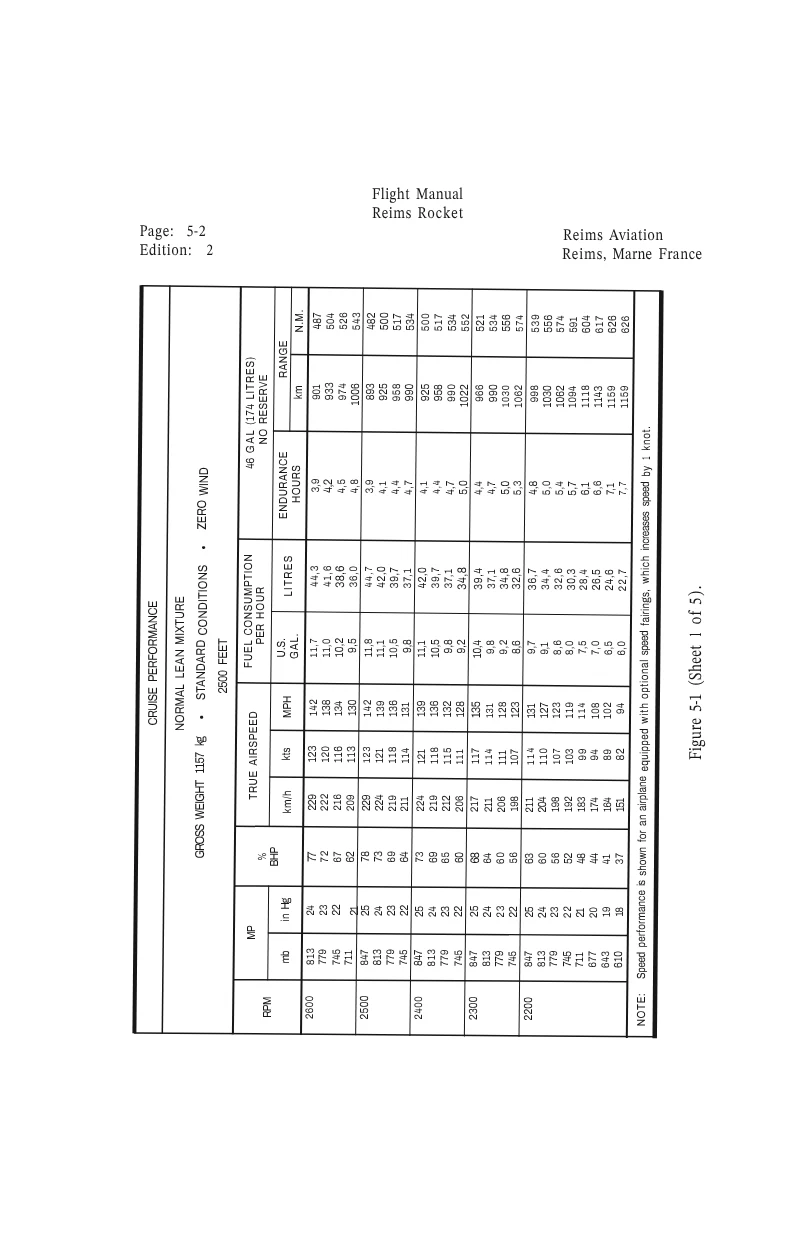 Flight Manual
Reims Rocket
Page: 5-2
Edition: 2
Reims Aviation
Reims, Marne France
CRUISE PERFORMANCE
NORMAL LEAN MIXTURE
GROSS WEIGHT 1157 kg • STANDARD CONDITIONS • ZERO WIND
2500 FEET
RPM MP % BHP TRUE AIRSPEED FUEL CONSUMPTION PER HOUR 46 GAL (174 LITRES) NO RESERVE
mb in Hg km/h kts MPH U.S. GAL. LITRES ENDURANCE HOURS RANGE km N.M.
2600 813 24 77 229 123 142 11,7 44,3 3,9 901 487
779 23 72 222 120 138 11,0 41,6 4,2 933 504
745 22 67 216 116 134 10,2 38,6 4,5 974 526
711 21 62 209 113 130 9,5 36,0 4,8 1006 543
2500 847 25 78 229 123 142 11,8 44,7 3,9 893 482
813 24 73 224 121 139 11,1 42,0 4,1 925 500
779 23 69 219 118 136 10,5 39,7 4,4 958 517
745 22 64 211 114 131 9,8 37,1 4,7 990 534
2400 847 25 73 224 121 139 11,1 42,0 4,1 925 500
813 24 69 219 118 136 10,5 39,7 4,4 958 517
779 23 65 212 115 132 9,8 37,1 4,7 990 534
745 22 60 206 111 128 9,2 34,8 5,0 1022 552
2300 847 25 68 217 117 135 10,4 39,4 4,4 966 521
813 24 64 211 114 131 9,8 37,1 4,7 990 534
779 23 60 206 111 128 9,2 34,8 5,0 1030 556
745 22 56 198 107 123 8,6 32,6 5,3 1062 574
2200 847 25 63 211 114 131 9,7 36,7 4,8 998 539
813 24 60 204 110 127 9,1 34,4 5,0 1030 556
779 23 56 198 107 123 8,6 32,6 5,4 1062 574
745 22 52 192 103 119 8,0 30,3 5,7 1094 591
711 21 48 183 99 114 7,5 28,4 6,1 1118 604
677 20 44 174 94 108 7,0 26,5 6,6 1143 617
643 19 41 164 89 102 6,5 24,6 7,1 1159 626
610 18 37 151 82 94 6,0 22,7 7,7 1159 626
NOTE: Speed performance is shown for an airplane equipped with optional speed fairings, which increases speed by 1 knot.
Figure 5-1 (Sheet 1 of 5).